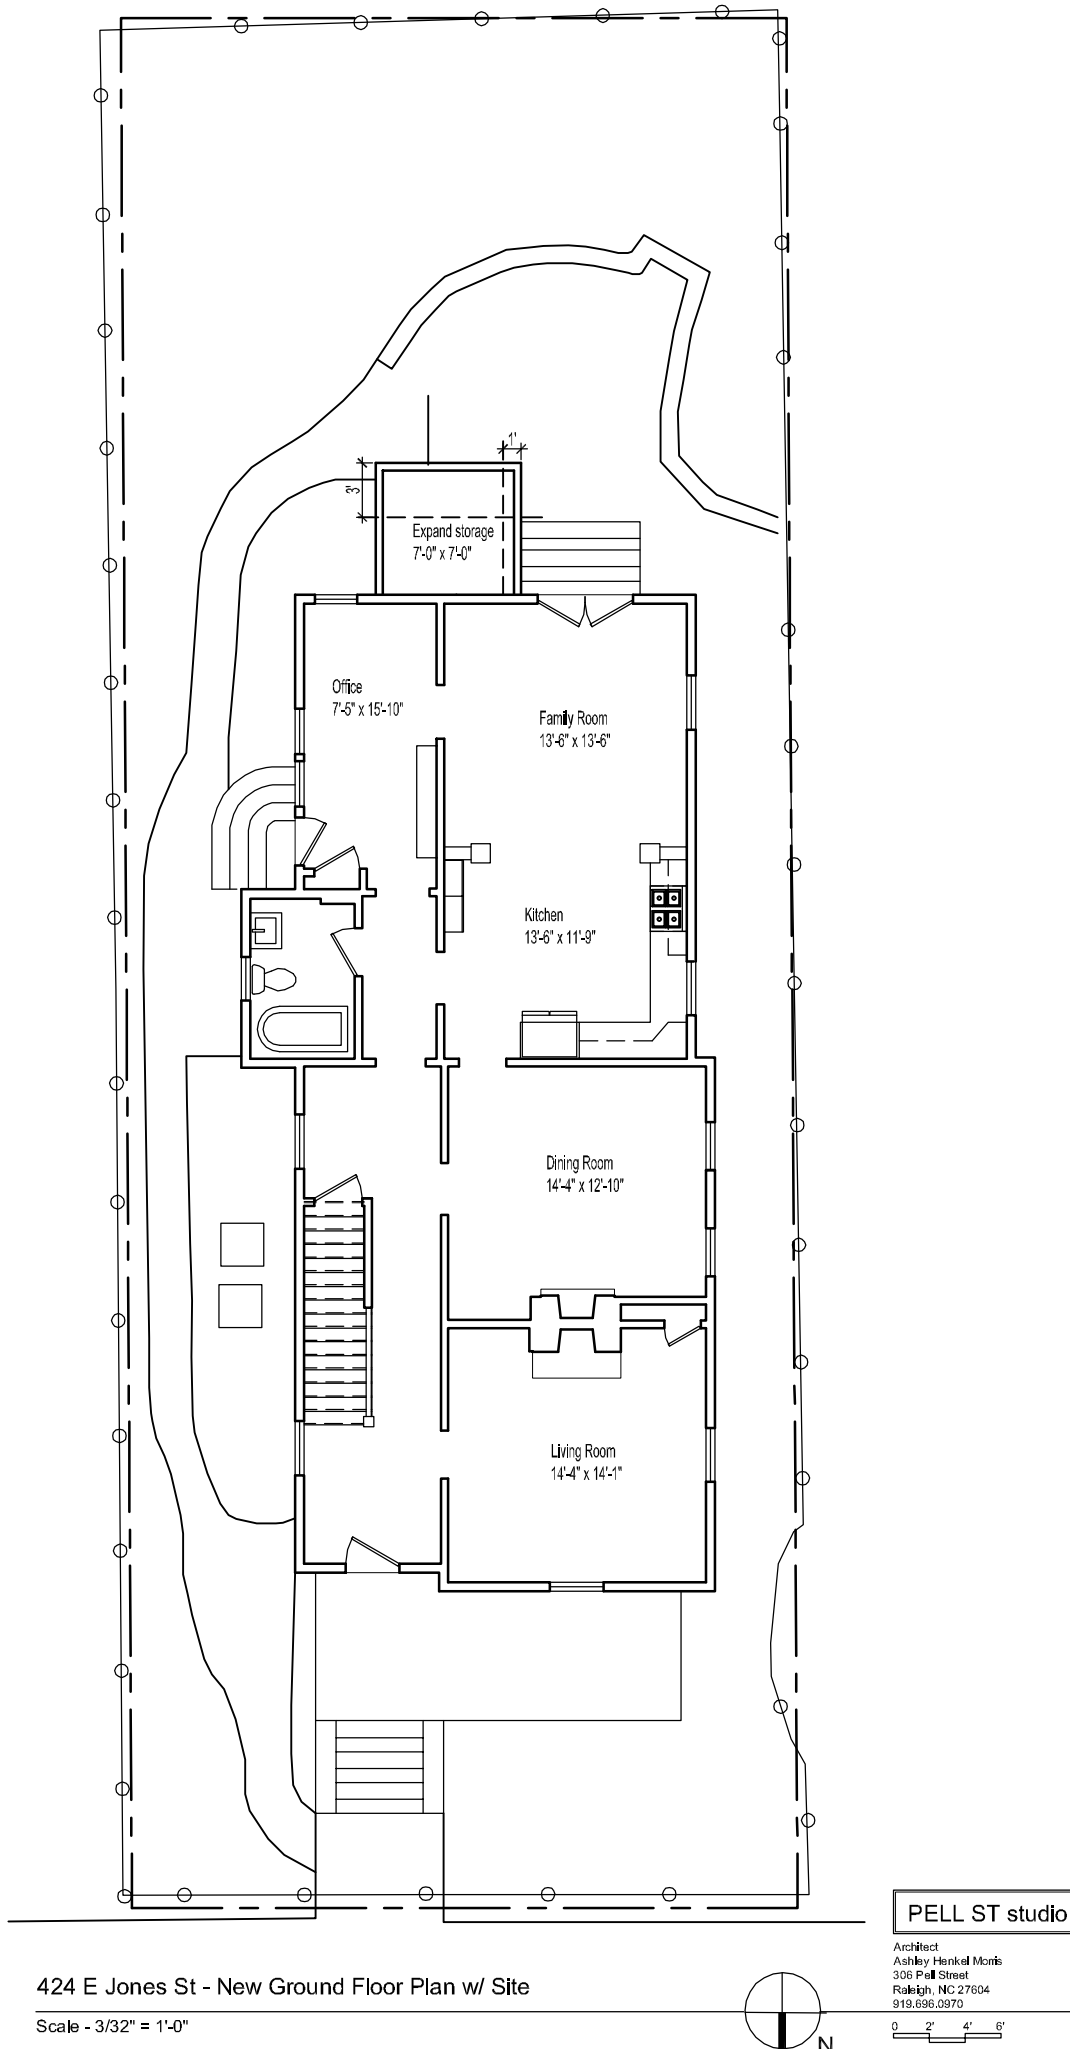 1'
3'
Expand storage
7'-0" x 7'-0"
Office
7'-5" x 15'-10"
Family Room
13'-6" x 13'-6"
Kitchen
13'-6" x 11'-9"
Dining Room
14'-4" x 12'-10"
Living Room
14'-4" x 14'-1"
PELL ST studio
Architect
Ashley Henkel Morris
306 Pell Street
Raleigh, NC 27604
919.696.0970
424 E Jones St - New Ground Floor Plan w/ Site
Scale - 3/32" = 1'-0"
N
0 2' 4' 6'